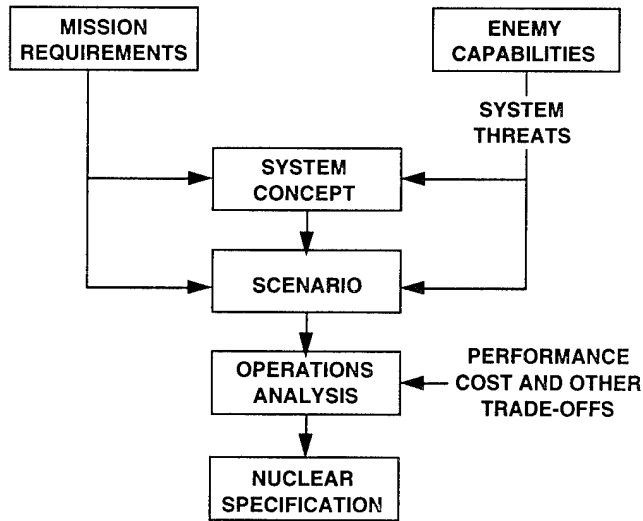 MISSION
REQUIREMENTS
ENEMY
CAPABILITIES
SYSTEM
THREATS
SYSTEM
CONCEPT
SCENARIO
OPERATIONS
ANALYSIS
PERFORMANCE
COST AND OTHER
TRADE-OFFS
NUCLEAR
SPECIFICATION